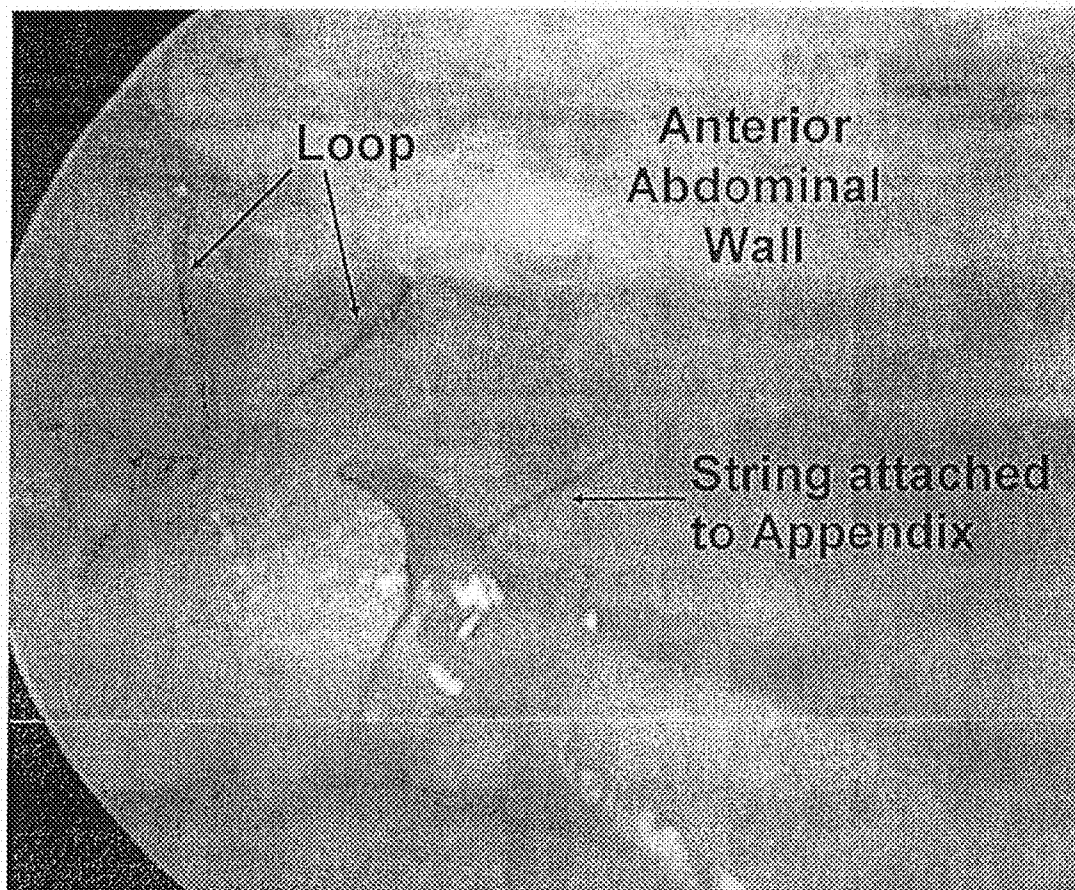 Loop
Anterior
Abdominal
Wall
String attached
to Appendix